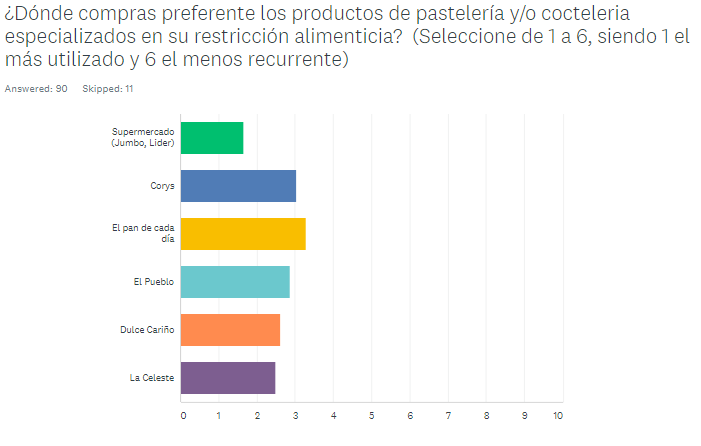 ¿Dónde compras preferente los productos de pastelería y/o cocteleria
especializados en su restricción alimenticia? (Seleccione de 1 a 6, siendo 1 el
más utilizado y 6 el menos recurrente)
Answered: 90 Skipped: 11
Supermercado
(Jumbo, Lider)
Corys
El pan de cada
día
El Pueblo
Dulce Cariño
La Celeste
0 1 2 3 4 5 6 7 8 9 10